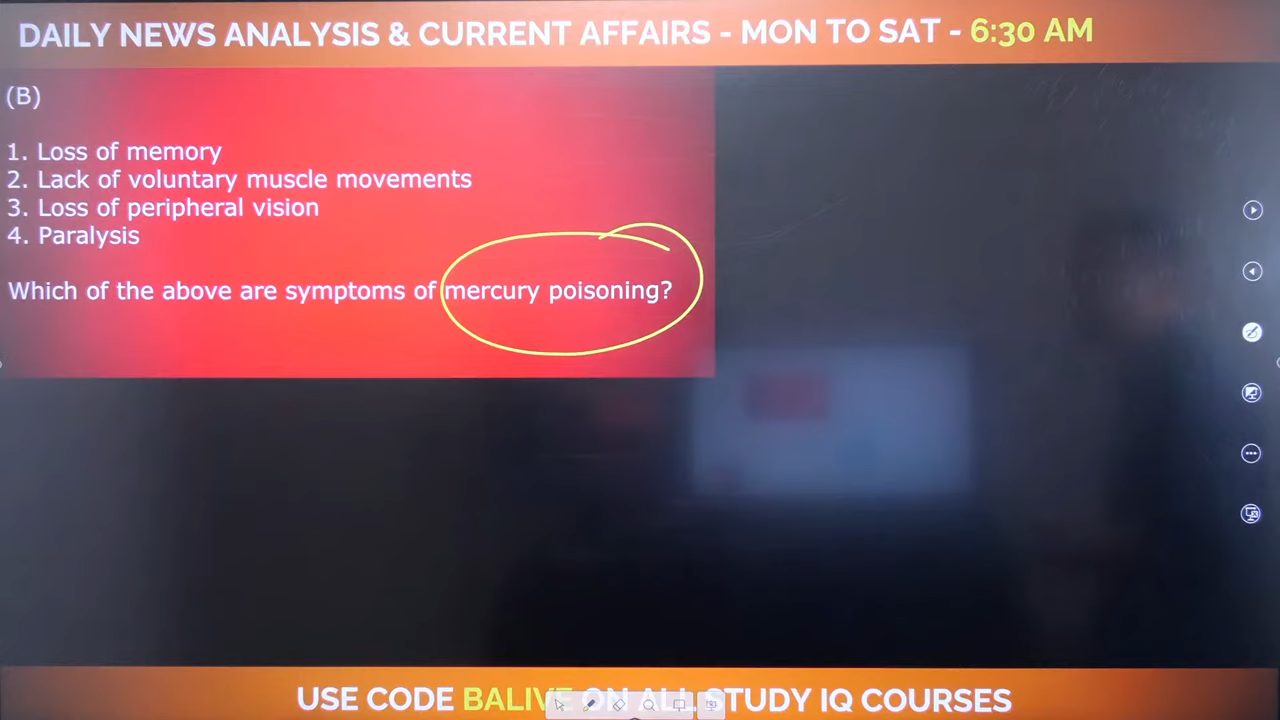 DAILY NEWS ANALYSIS & CURRENT AFFAIRS - MON TO SAT - 6:30 AM
(B)
1. Loss of memory
2. Lack of voluntary muscle movements
3. Loss of peripheral vision
4. Paralysis
Which of the above are symptoms of mercury poisoning?
USE CODE BALIVE ON ALL STUDY IQ COURSES